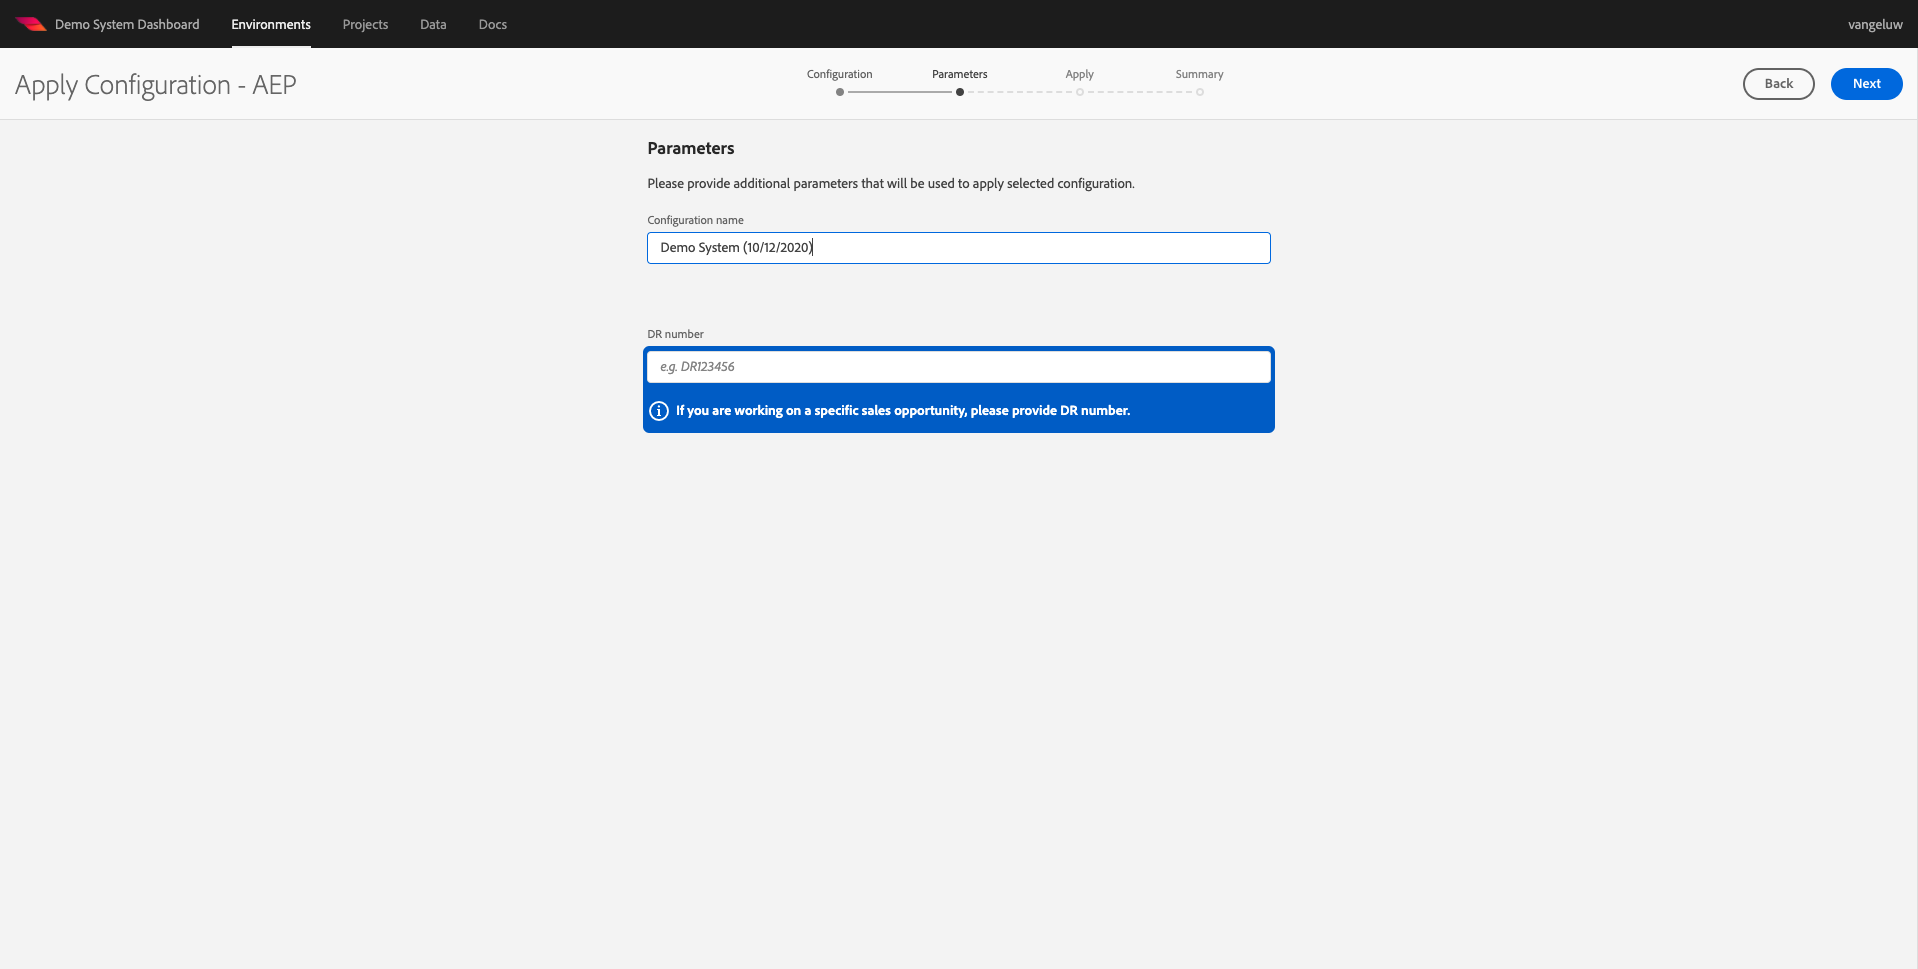 Demo System Dashboard Environments Projects Data Docs vangeluw
Apply Configuration - AEP
Configuration Parameters Apply Summary
Back Next
Parameters
Please provide additional parameters that will be used to apply selected configuration.
Configuration name
Demo System (10/12/2020)
DR number
e.g. DR123456
If you are working on a specific sales opportunity, please provide DR number.